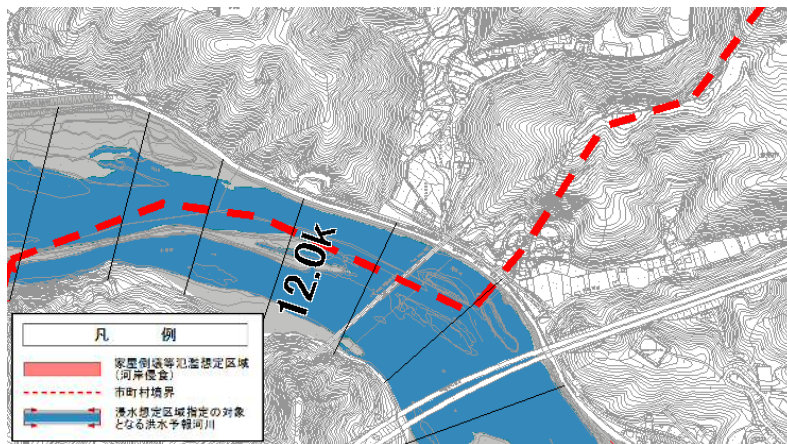 12.0k
凡 例
家屋倒壊等氾濫想定区域
(河岸侵食)
市町村境界
浸水想定区域指定の対象
となる洪水予報河川